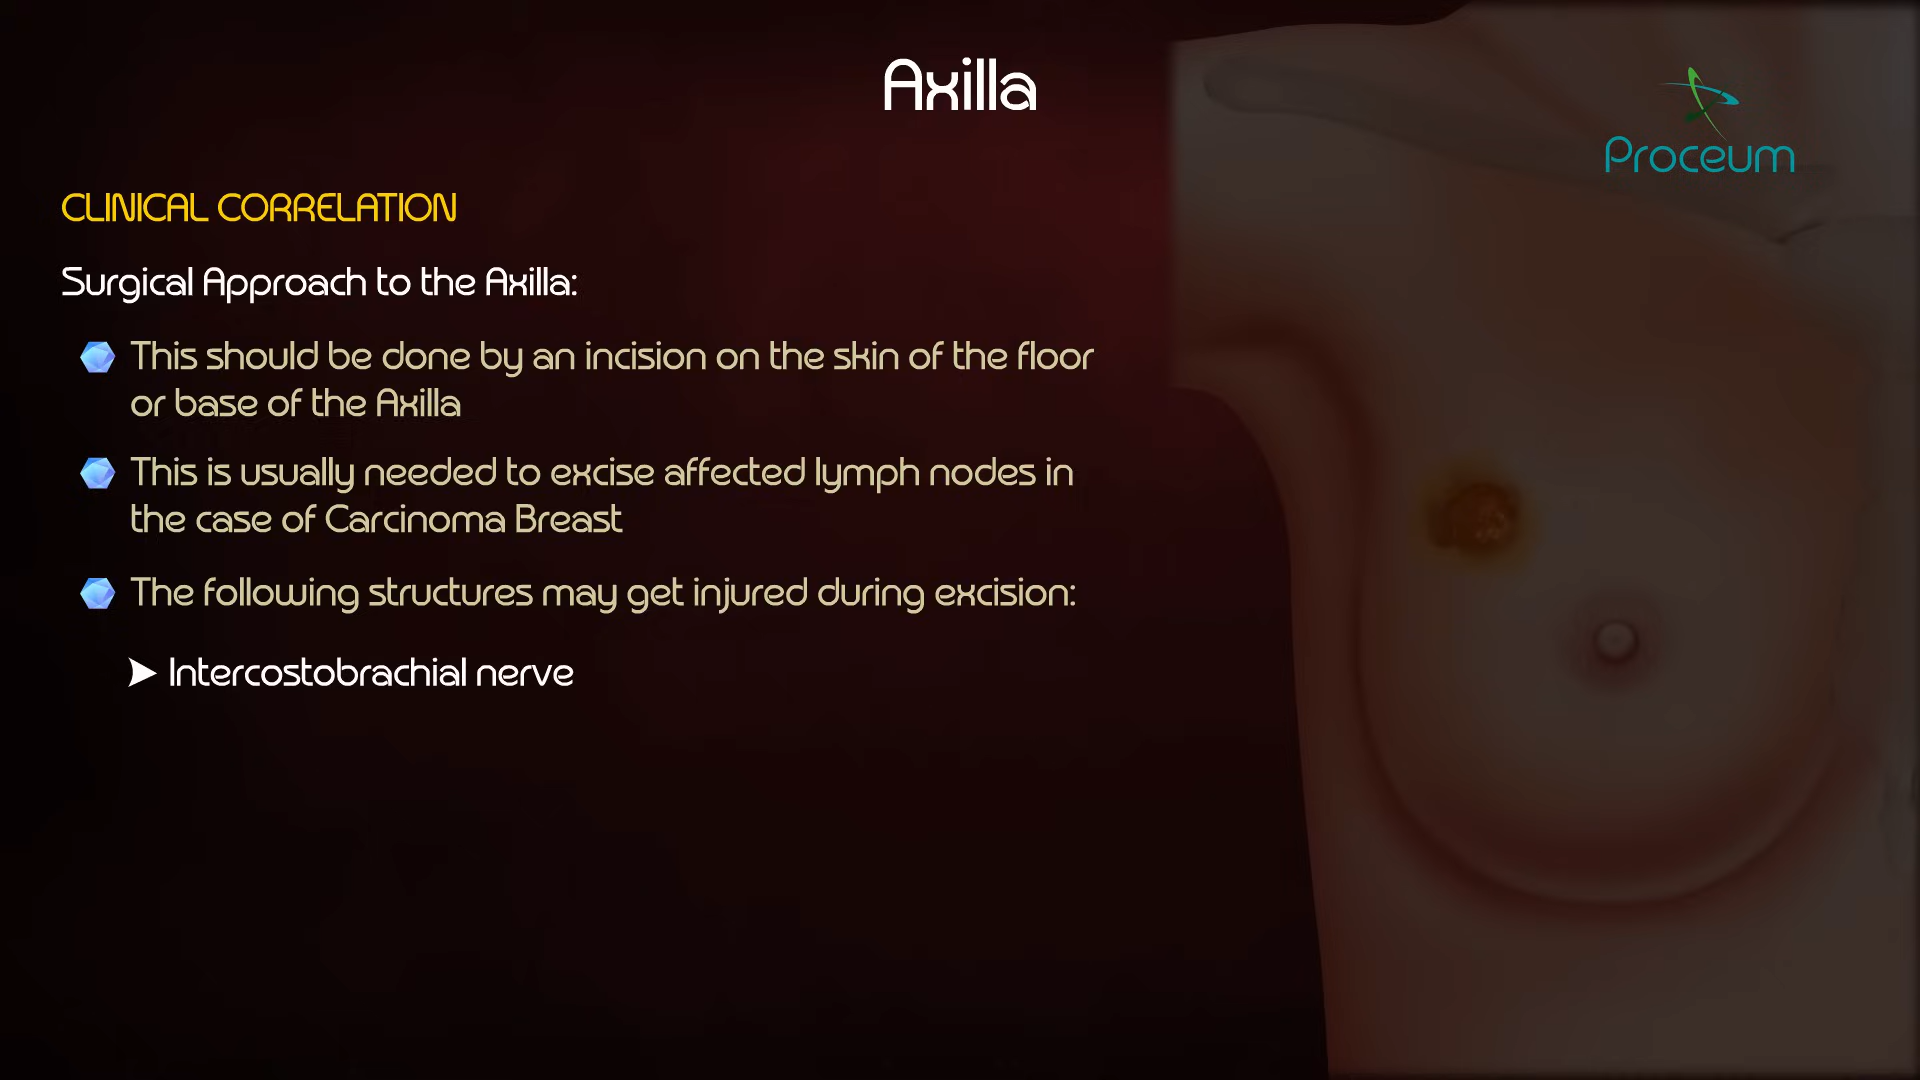 Axilla
Proceum
CLINICAL CORRELATION
Surgical Approach to the Axilla:
This should be done by an incision on the skin of the floor
or base of the Axilla
This is usually needed to excise affected lymph nodes in
the case of Carcinoma Breast
The following structures may get injured during excision:
Intercostobrachial nerve